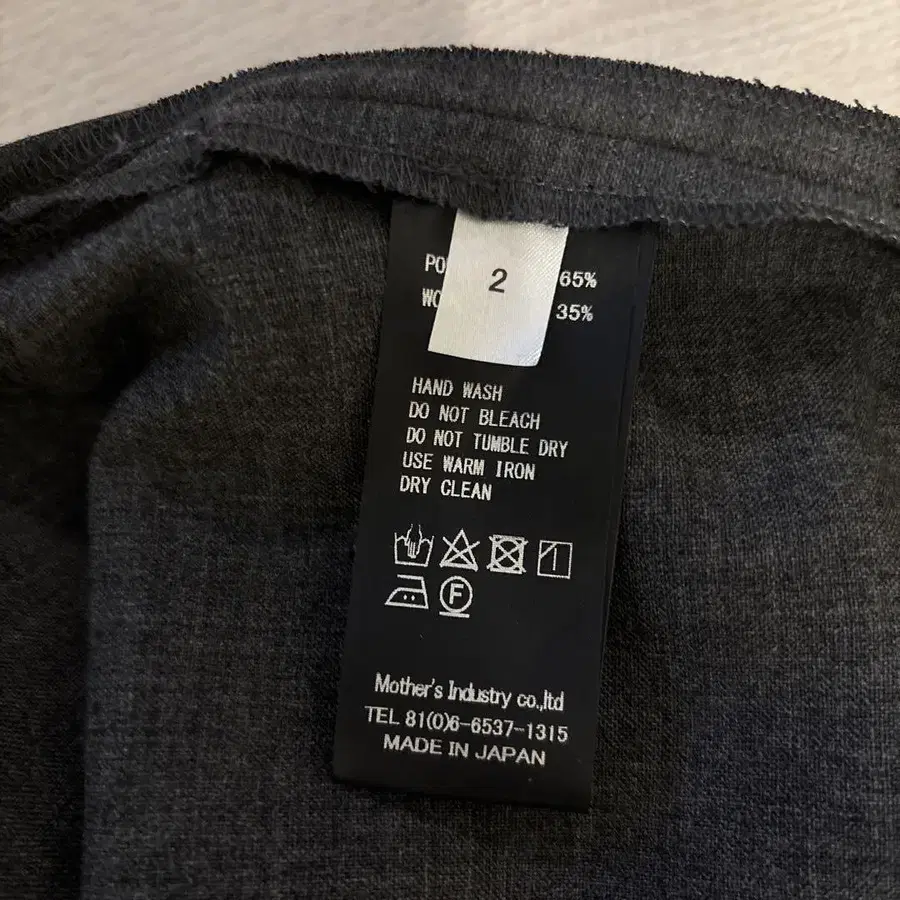 2
PO 65%
WO 35%
HAND WASH
DO NOT BLEACH
DO NOT TUMBLE DRY
USE WARM IRON
DRY CLEAN
F
Mother's Industry co.,ltd
TEL 81(0)6-6537-1315
MADE IN JAPAN